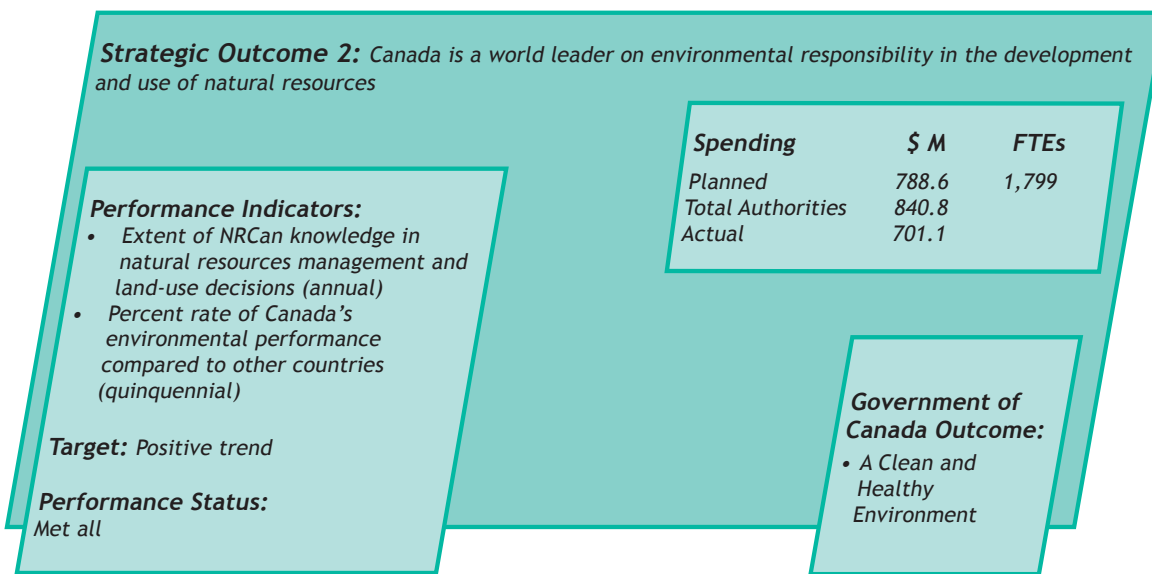 Strategic Outcome 2: Canada is a world leader on environmental responsibility in the development
and use of natural resources
Spending $ M FTEs
Planned 788.6 1,799
Total Authorities 840.8
Actual 701.1
Performance Indicators:
• Extent of NRCan knowledge in
natural resources management and
land-use decisions (annual)
• Percent rate of Canada’s
environmental performance
compared to other countries
(quinquennial)
Target: Positive trend
Performance Status:
Met all
Government of
Canada Outcome:
• A Clean and
Healthy
Environment